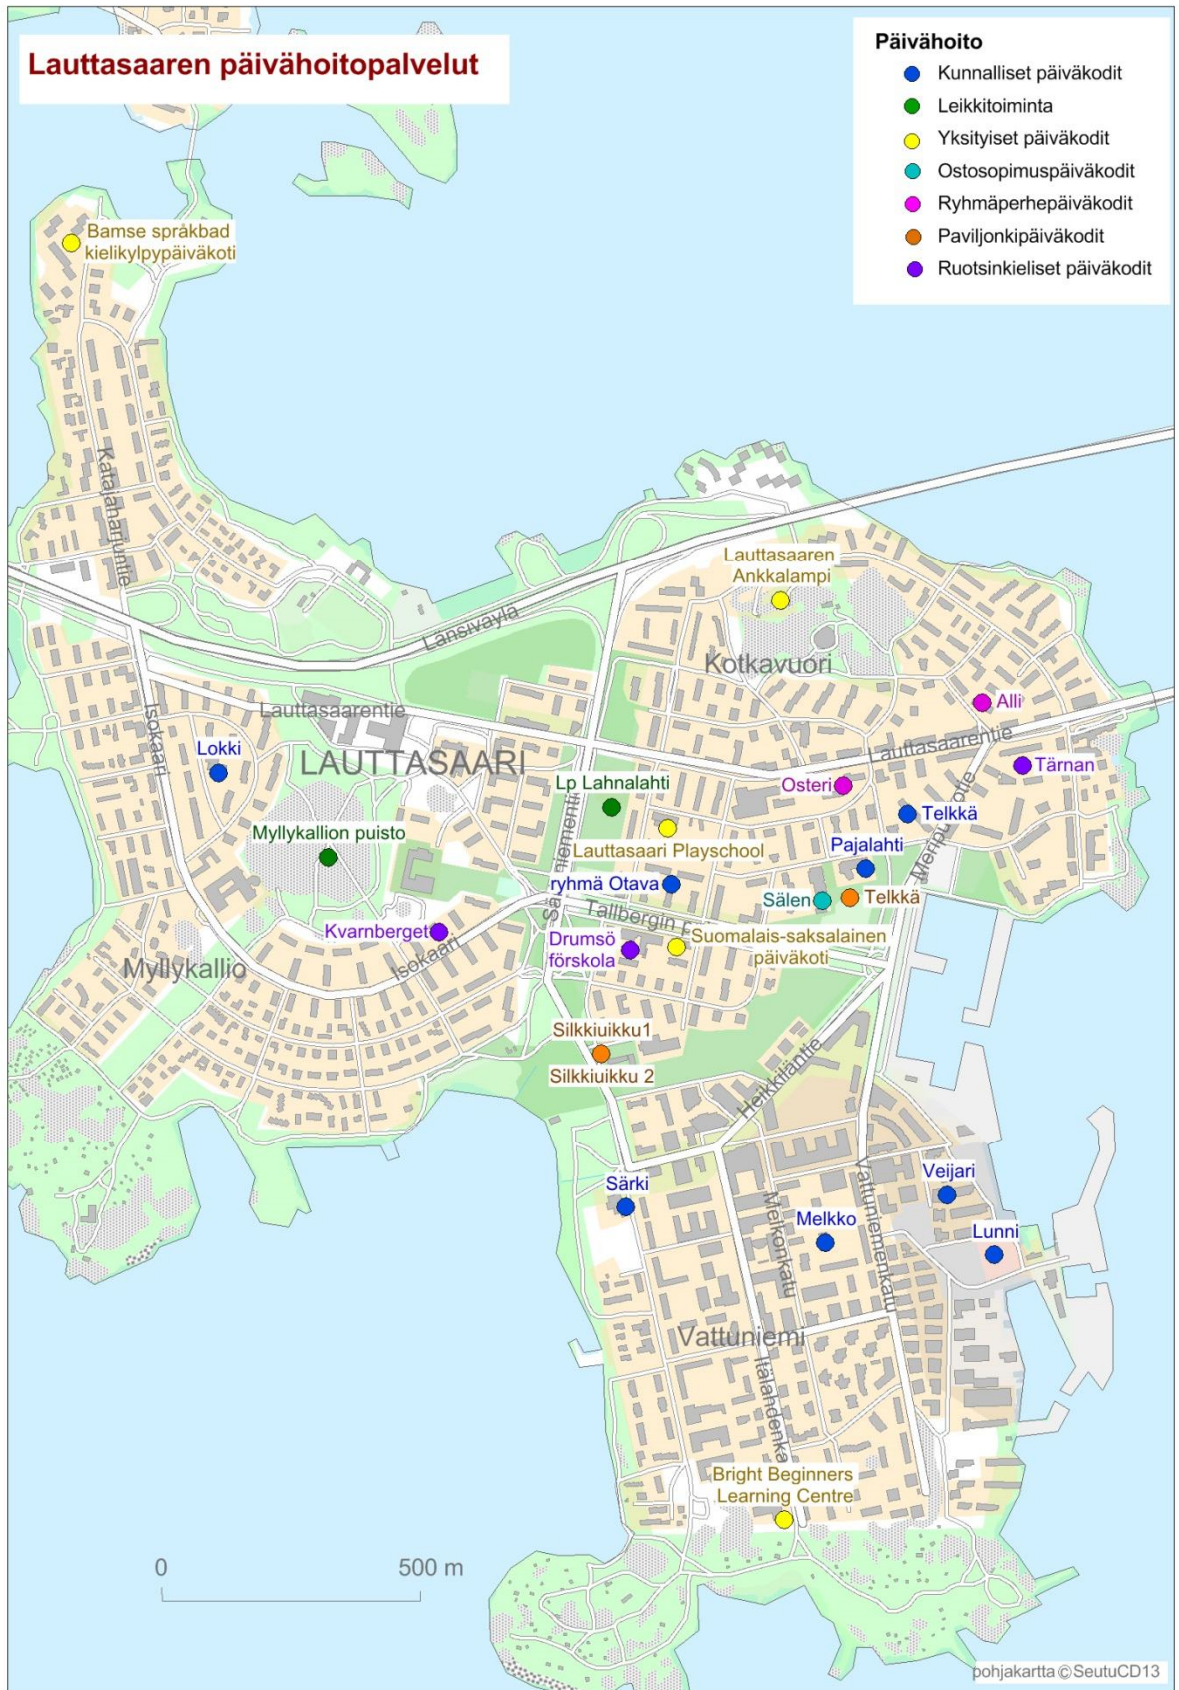 Lauttasaaren päivähoitopalvelut
Päivähoito
Kunnalliset päiväkodit
Leikkitoiminta
Yksityiset päiväkodit
Ostosopimuspäiväkodit
Ryhmäperhepäiväkodit
Paviljonkipäiväkodit
Ruotsinkieliset päiväkodit
Bamse språkbad
kielikylpypäiväkoti
Katajaharjuntie
Lauttasaaren
Ankkalampi
Länsiväylä
Kotkavuori
Isokaari
Lauttasaarentie
Alli
Lauttasaarentie
Lokki
LAUTTASAARI
Tärnan
Lp Lahnalahti
Osteri
Telkkä
Myllykallion puisto
Lauttasaari Playschool
Pajalahti
ryhmä Otava
Sälen
Telkkä
Tallbergin
Kvarnberget
Isokaari
Drumsö
förskola
Suomalais-saksalainen
päiväkoti
Myllykallio
Silkkiuikku1
Silkkiuikku 2
Heikkiläntie
Särki
Veijari
Melkko
Lunni
Melkonkatu
Vattuniemenkatu
Vattuniemi
Itälahdenka
Bright Beginners
Learning Centre
0
500 m
pohjakartta ©SeutuCD13